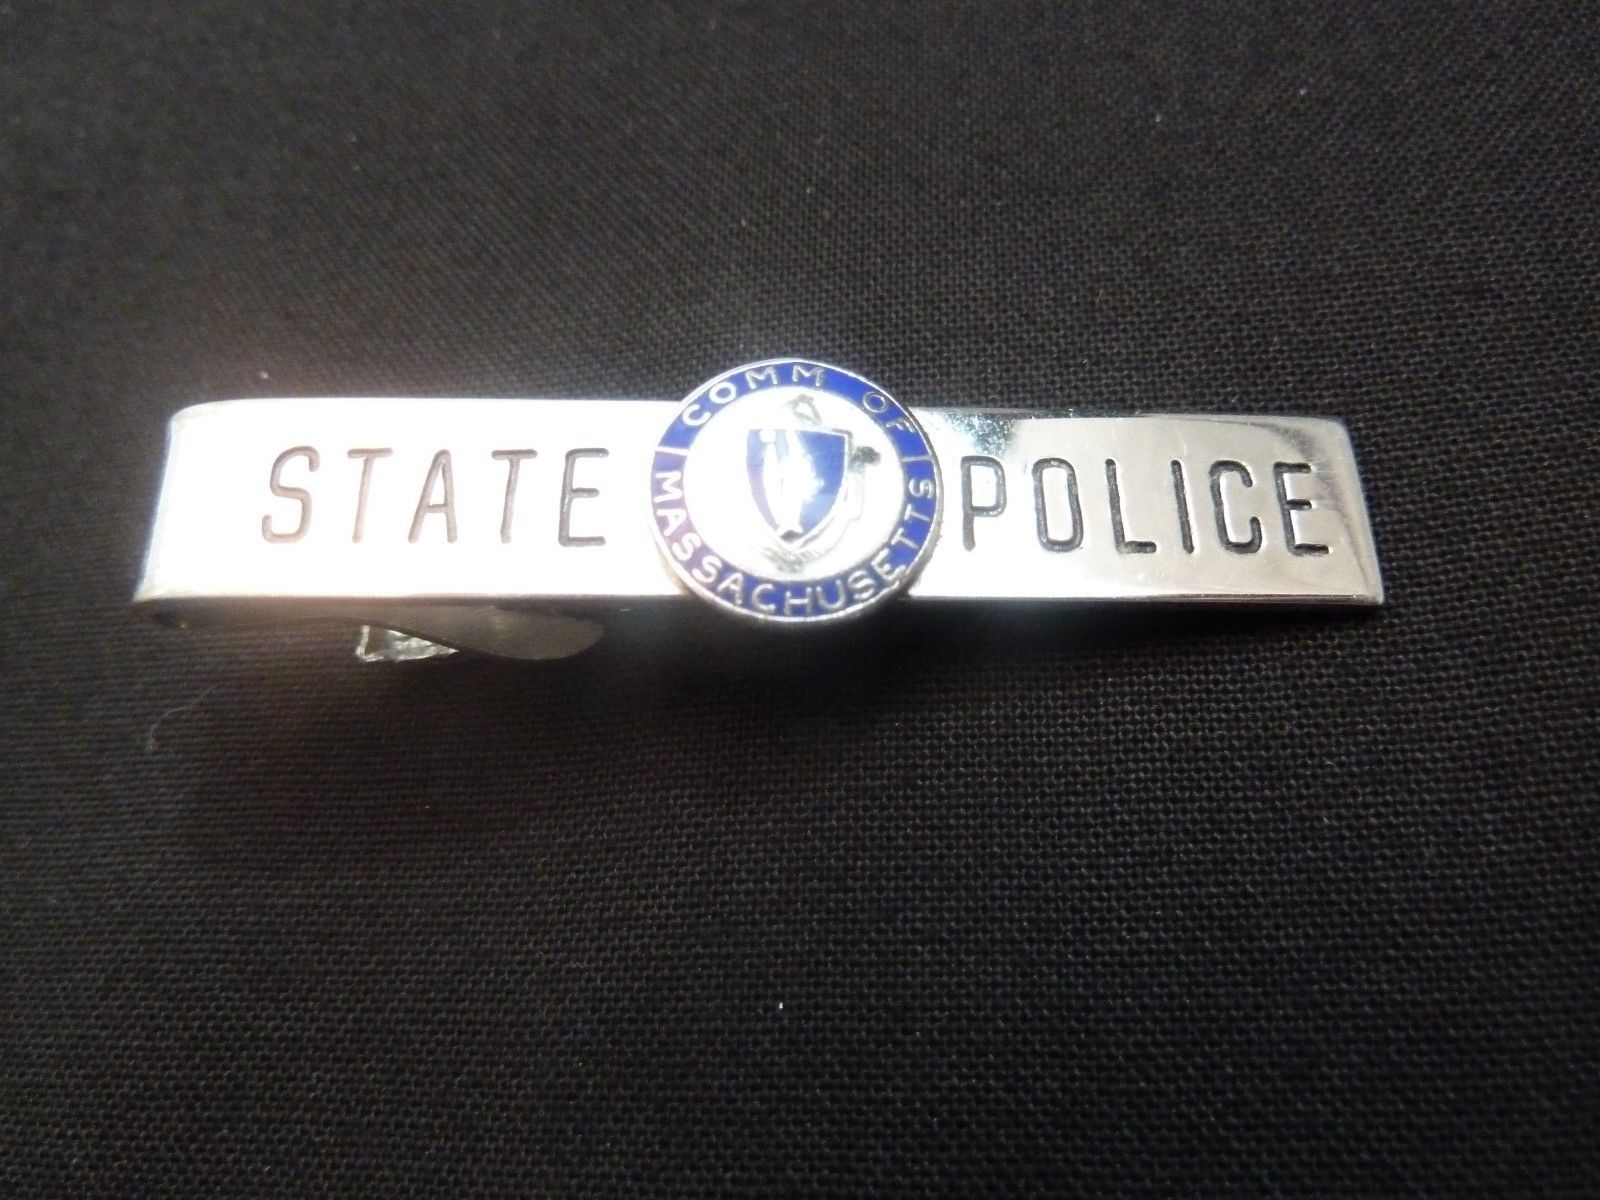 STATE
COMM OF
MASSACHUSETTS
POLICE